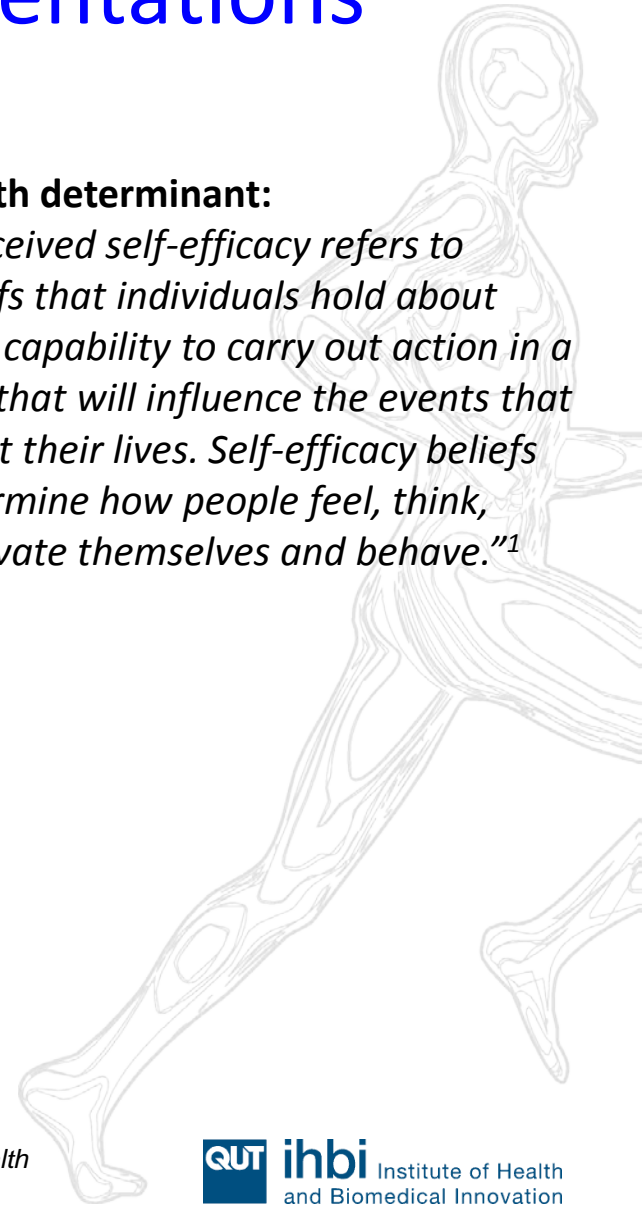 entations
th determinant:
ceived self-efficacy refers to
fs that individuals hold about
capability to carry out action in a
that will influence the events that
t their lives. Self-efficacy beliefs
rmine how people feel, think,
vate themselves and behave.”1
lth
QUT ihbi Institute of Health
and Biomedical Innovation